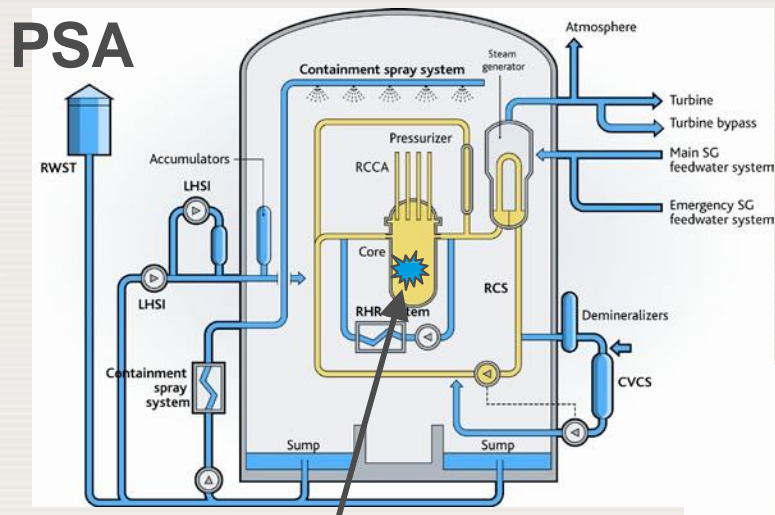 PSA
Atmosphere
Steam
generator
Containment spray system
Turbine
Turbine bypass
Pressurizer
Main SG
feedwater system
RWST
Accumulators
RCCA
LHSI
Emergency SG
feedwater system
Core
RCS
LHSI
RHR system
Demineralizers
Containment
spray
system
CVCS
Sump
Sump